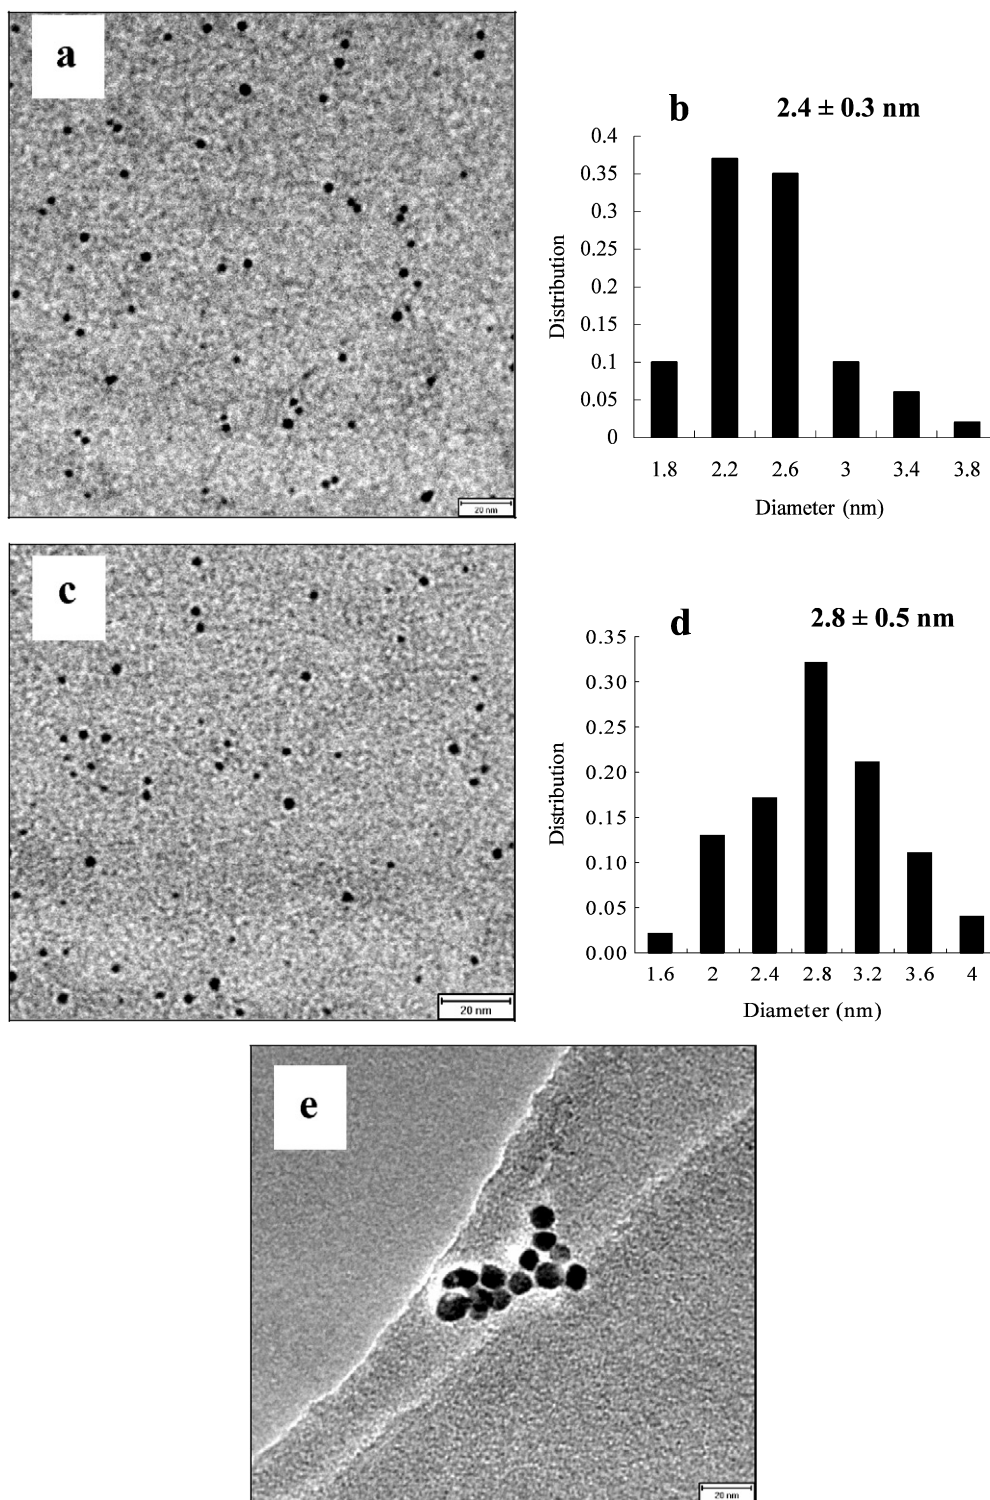 a
20 nm
b
2.4 ± 0.3 nm
0.4
0.35
0.3
0.25
0.2
0.15
0.1
0.05
0
Distribution
1.8 2.2 2.6 3 3.4 3.8
Diameter (nm)
c
20 nm
d
2.8 ± 0.5 nm
0.35
0.30
0.25
0.20
0.15
0.10
0.05
0.00
Distribution
1.6 2 2.4 2.8 3.2 3.6 4
Diameter (nm)
e
20 nm